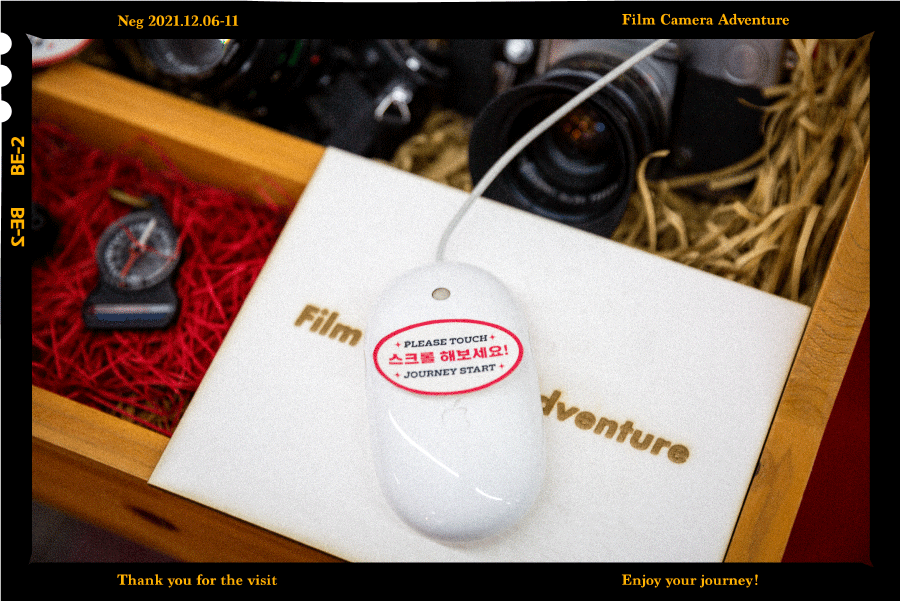 Neg 2021.12.06-11
Film Camera Adventure
BE-2
BE-2
Film
dventure
PLEASE TOUCH
스크롤 해보세요!
JOURNEY START
Thank you for the visit
Enjoy your journey!